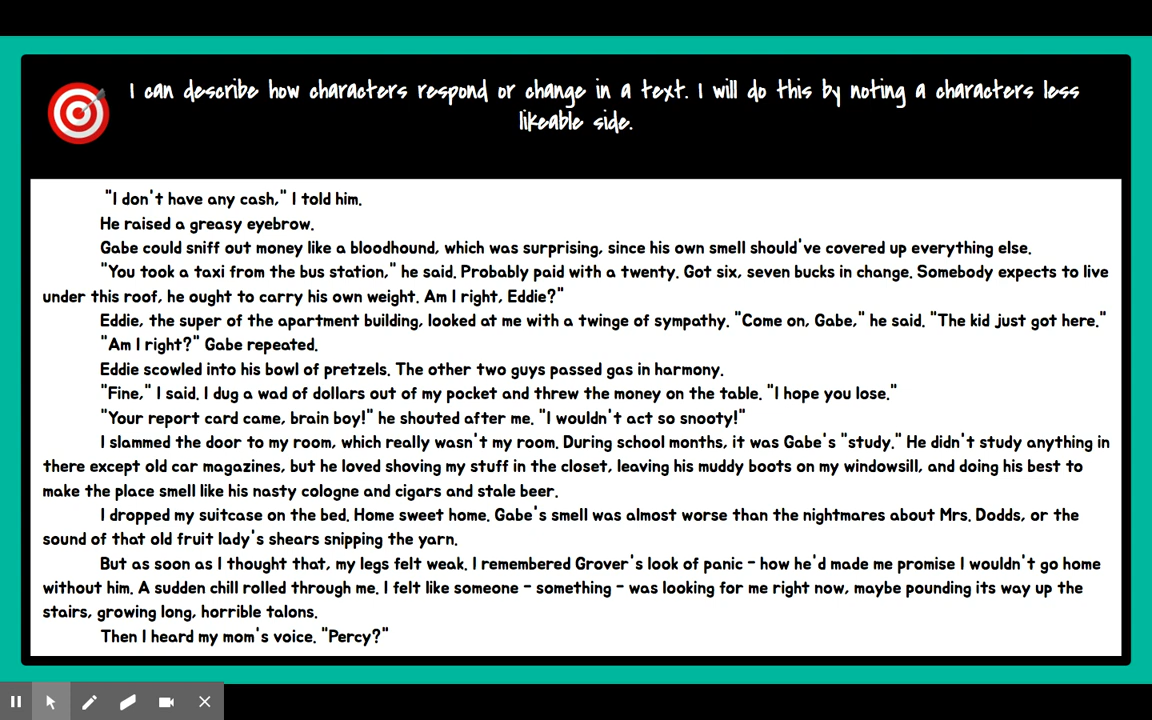 I can describe how characters respond or change in a text. I will do this by noting a characters less
likeable side.
"I don't have any cash," I told him.
He raised a greasy eyebrow.
Gabe could sniff out money like a bloodhound, which was surprising, since his own smell should've covered up everything else.
"You took a taxi from the bus station," he said. Probably paid with a twenty. Got six, seven bucks in change. Somebody expects to live
under this roof, he ought to carry his own weight. Am I right, Eddie?"
Eddie, the super of the apartment building, looked at me with a twinge of sympathy. "Come on, Gabe," he said. "The kid just got here."
"Am I right?" Gabe repeated.
Eddie scowled into his bowl of pretzels. The other two guys passed gas in harmony.
"Fine," I said. I dug a wad of dollars out of my pocket and threw the money on the table. "I hope you lose."
"Your report card came, brain boy!" he shouted after me. "I wouldn't act so snooty!"
I slammed the door to my room, which really wasn't my room. During school months, it was Gabe's "study." He didn't study anything in
there except old car magazines, but he loved shoving my stuff in the closet, leaving his muddy boots on my windowsill, and doing his best to
make the place smell like his nasty cologne and cigars and stale beer.
I dropped my suitcase on the bed. Home sweet home. Gabe's smell was almost worse than the nightmares about Mrs. Dodds, or the
sound of that old fruit lady's shears snipping the yarn.
But as soon as I thought that, my legs felt weak. I remembered Grover's look of panic - how he'd made me promise I wouldn't go home
without him. A sudden chill rolled through me. I felt like someone - something - was looking for me right now, maybe pounding its way up the
stairs, growing long, horrible talons.
Then I heard my mom's voice. "Percy?"